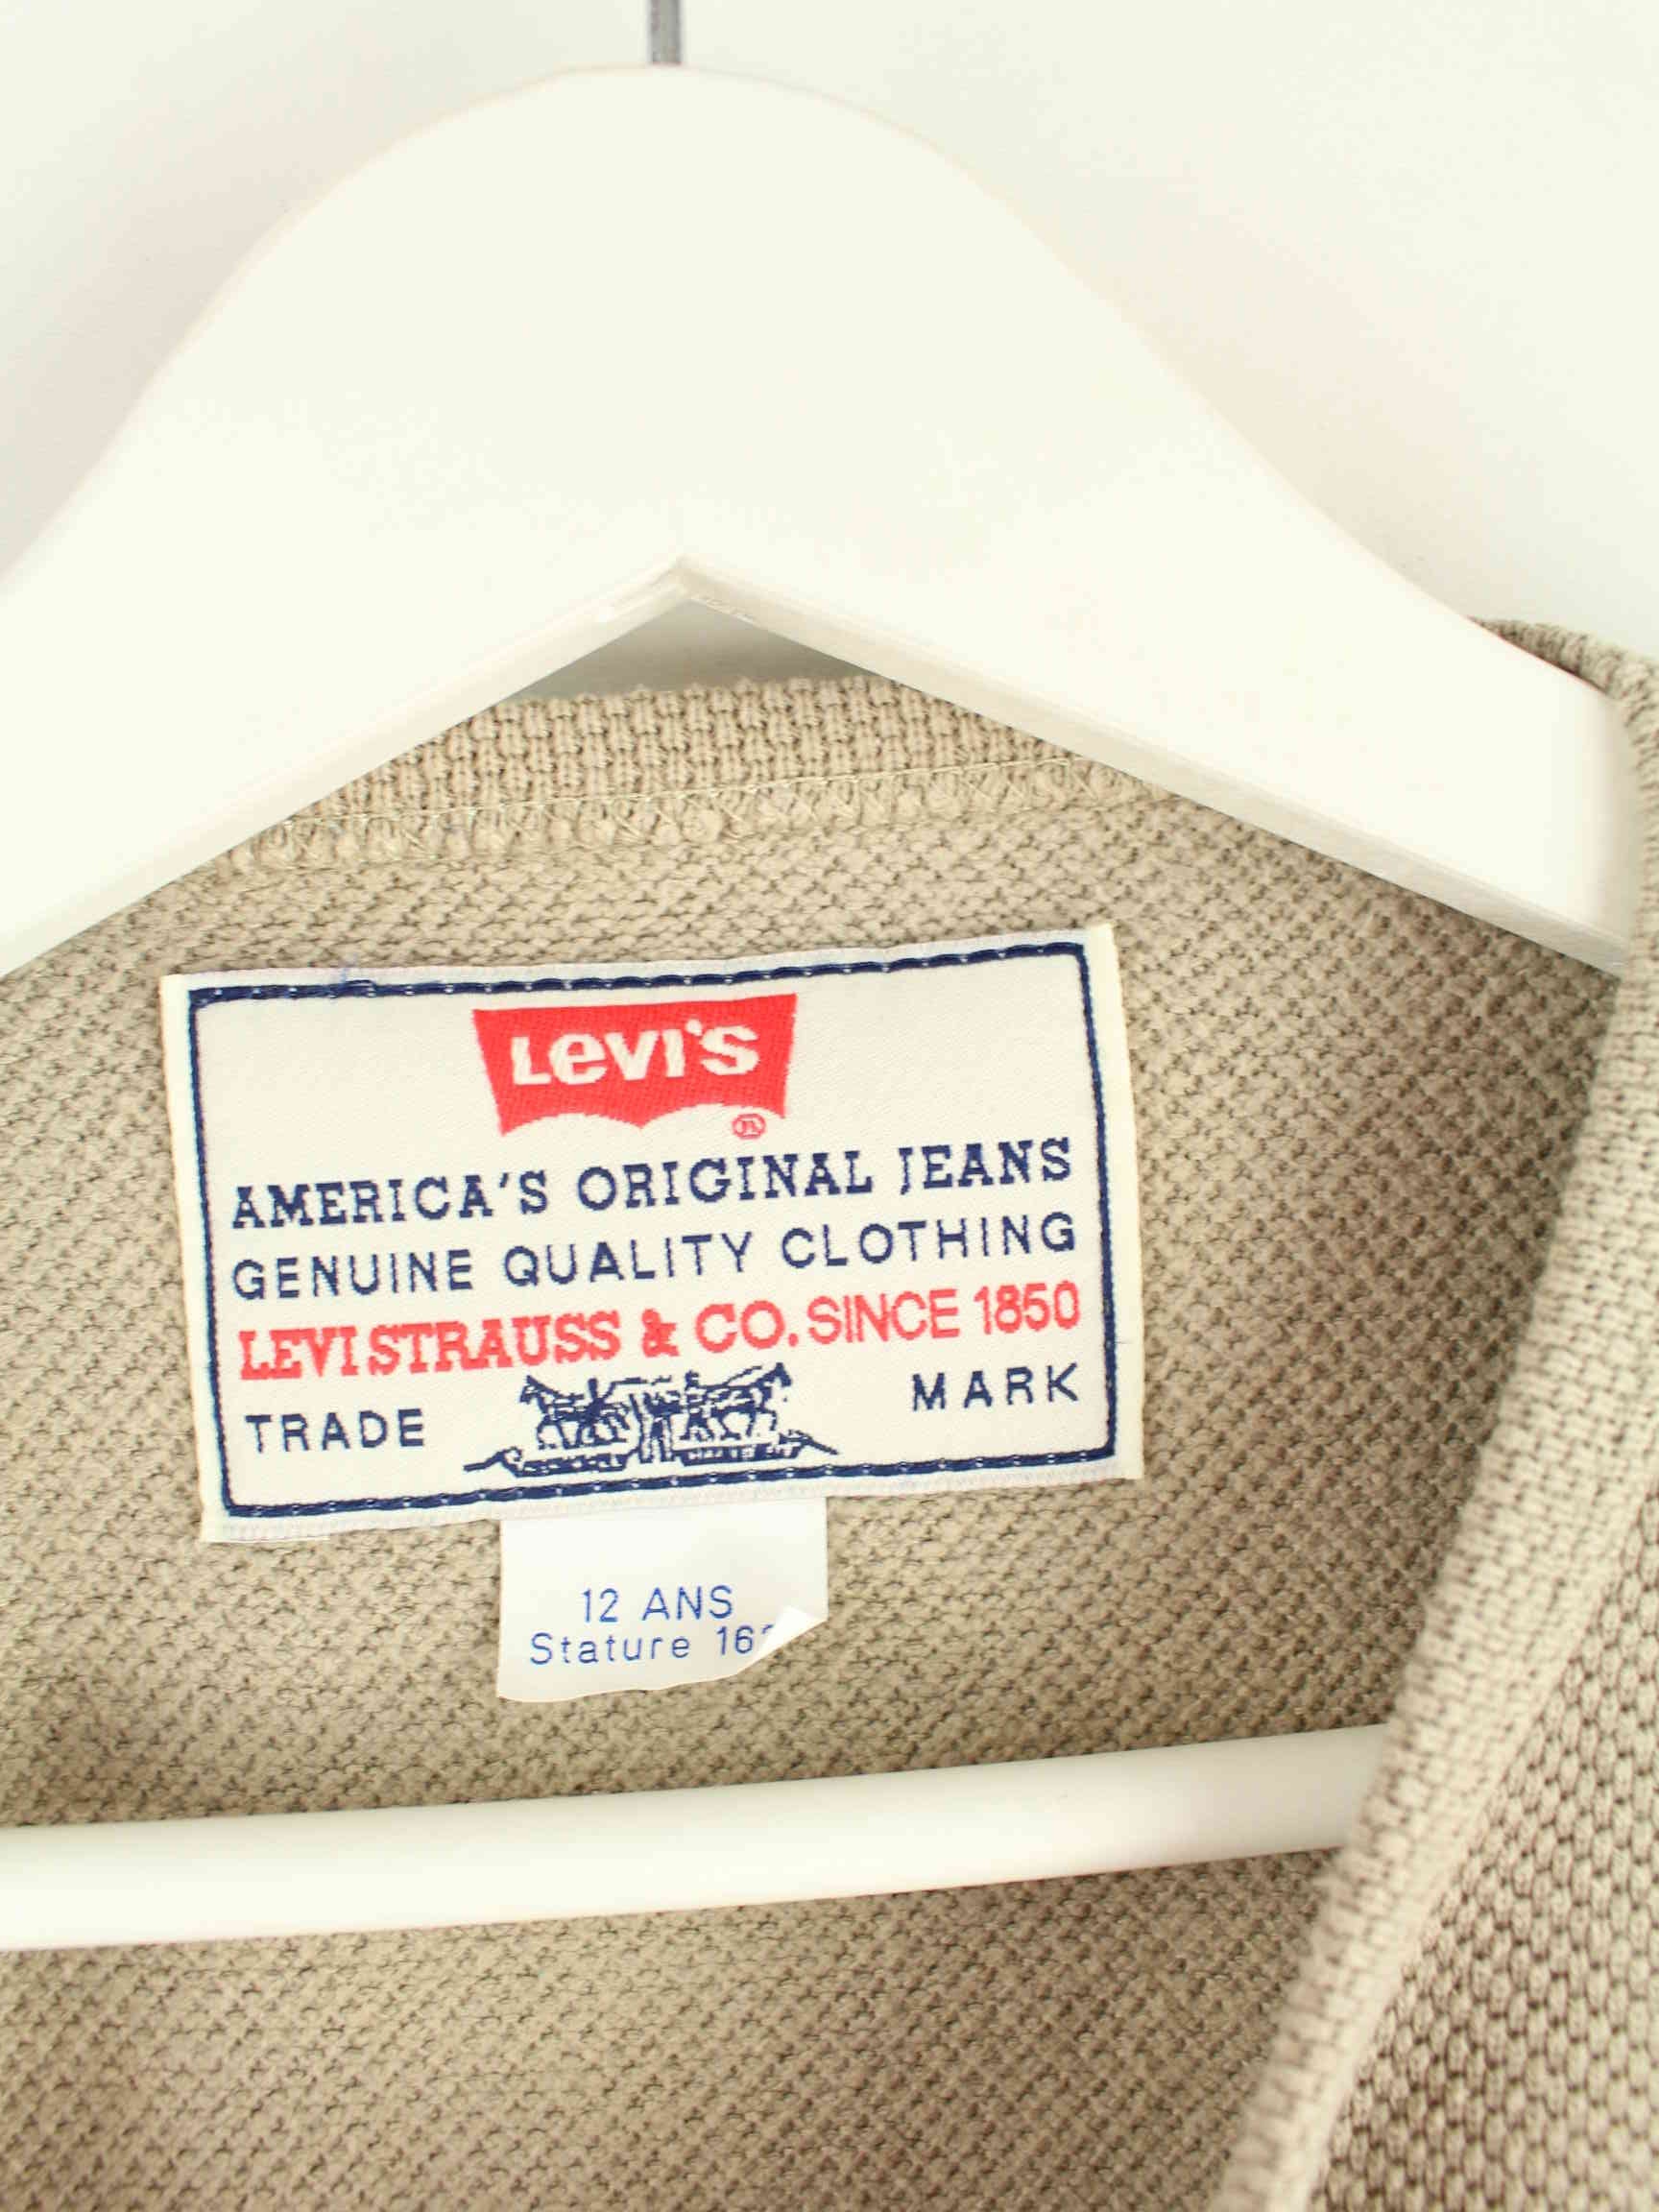 LEVI'S
®
AMERICA'S ORIGINAL JEANS
GENUINE QUALITY CLOTHING
LEVI STRAUSS & CO. SINCE 1850
TRADE MARK
12 ANS
Stature